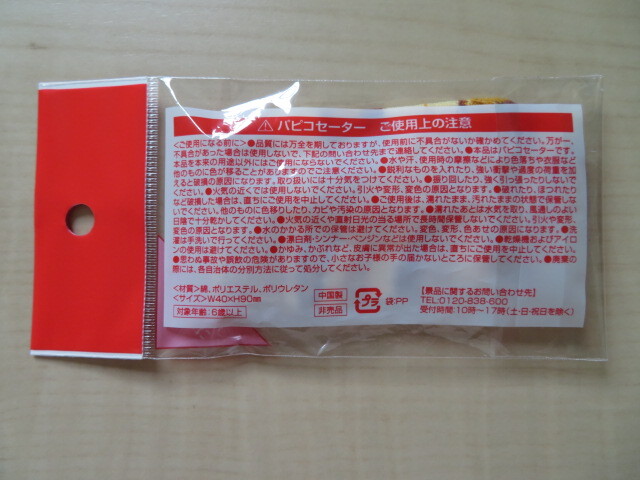 ⚠ パピコセーター　ご使用上の注意
<ご使用になる前に>●品質には万全を期しておりますが、使用前に不具合がないか確かめてください。万が一、
不具合があった場合は使用しないで、下記の問い合わせ先まで連絡してください。●本品はパピコセーターです。
本品を本来の用途以外にはご使用にならないでください。●水や汗、使用時の摩擦などにより色落ちや衣服など
他のものに色が移ることがありますのでご注意ください。●鋭利なものを入れたり、強い衝撃や過度の荷重を加
えると破損の原因になります。取り扱いには十分気をつけてください。●振り回したり、強く引っ張ったりしないで
ください。●火気の近くでは使用しないでください。引火や変形、変色の原因となります。●破れたり、ほつれたり
など破損した場合は、直ちにご使用を中止してください。●ご使用後は、濡れたまま、汚れたままの状態で保管しな
いでください。他のものに色移りしたり、カビや汚染の原因となります。●濡れたあとは水気を取り、風通しのよい
日陰で十分乾かしてください。●火気の近くや直射日光の当る場所で長時間保管しないでください。引火や変形、
変色の原因となります。●水のかかる所での保管は避けてください。変色、変形、色あせの原因になります。●洗
濯は手洗いで行ってください。●漂白剤・シンナー・ベンジンなどは使用しないでください。●乾燥機およびアイロ
ンの使用は避けてください。●かゆみ、かぶれなど、皮膚に異常が出た場合は、直ちにご使用を中止してください。
●思わぬ事故や誤飲の危険がありますので、小さなお子様の手の届かないところに保管してください。●廃棄の
際には、各自治体の分別方法に従って処分してください。
<材質>綿、ポリエステル、ポリウレタン
<サイズ>W40×H90mm
対象年齢：6歳以上
中国製
非売品
プラ
袋:PP
【景品に関するお問い合わせ先】
TEL:0120-838-600
受付時間：10時～17時(土・日・祝日を除く)